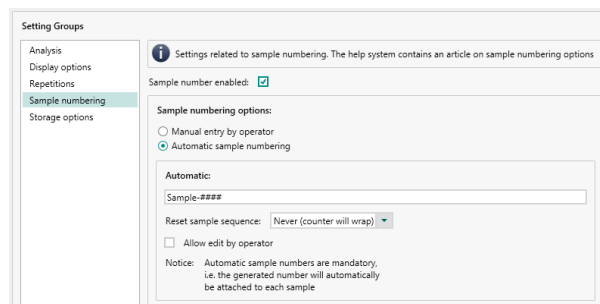 Setting Groups
Analysis
Display options
Repetitions
Sample numbering
Storage options
Settings related to sample numbering. The help system contains an article on sample numbering options
Sample number enabled:
Sample numbering options:
Manual entry by operator
Automatic sample numbering
Automatic:
Sample-####
Reset sample sequence: Never (counter will wrap)
Allow edit by operator
Notice: Automatic sample numbers are mandatory,
i.e. the generated number will automatically
be attached to each sample